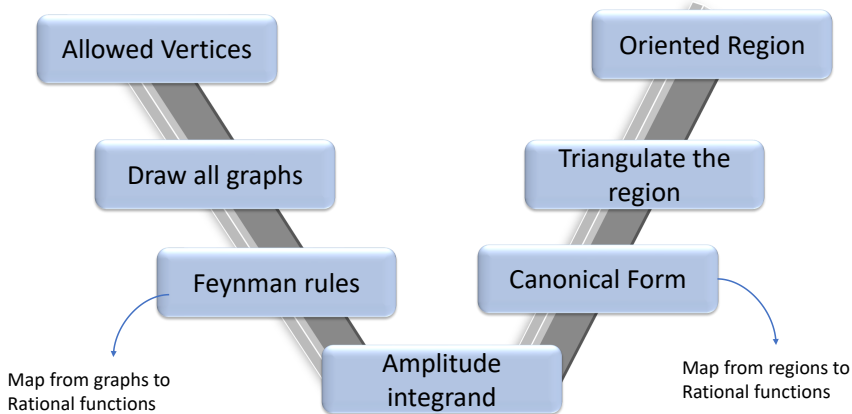 Allowed Vertices
Oriented Region
Draw all graphs
Triangulate the
region
Feynman rules
Canonical Form
Map from graphs to
Rational functions
Amplitude
integrand
Map from regions to
Rational functions